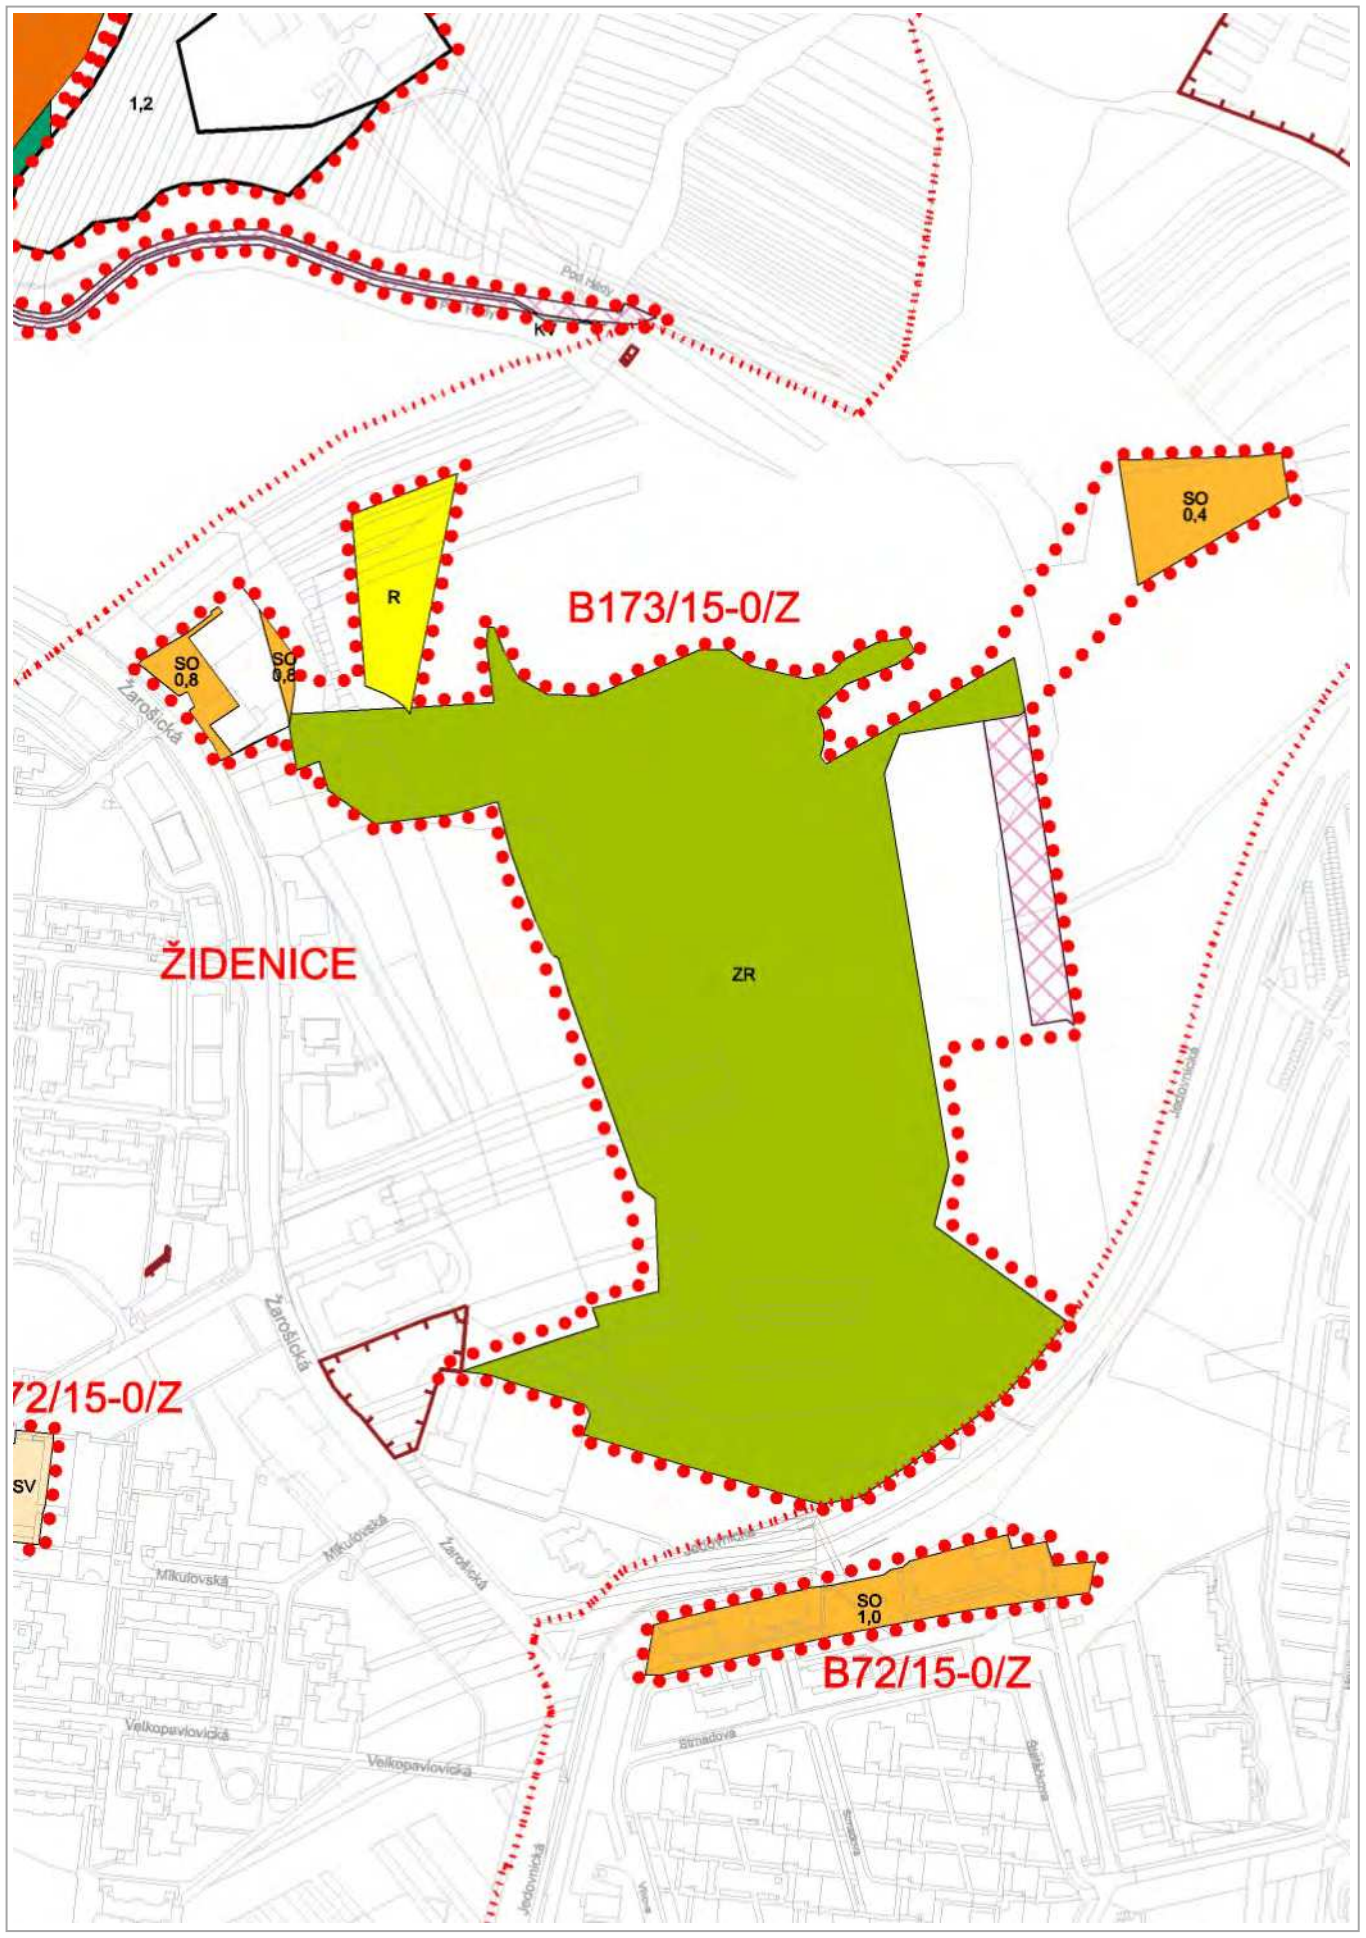 1,2
Pod Hády
KV
SO
0,4
R
B173/15-0/Z
SO
0,8
SO
0,8
Žarošická
ŽIDENICE
ZR
Jedovnická
Žarošická
72/15-0/Z
SV
Mikulovská
Žarošická
Jedovnická
Mikulovská
SO
1,0
B72/15-0/Z
Velkopavlovická
Velkopavlovická
Strnadova
Strnadova
Jedovnická